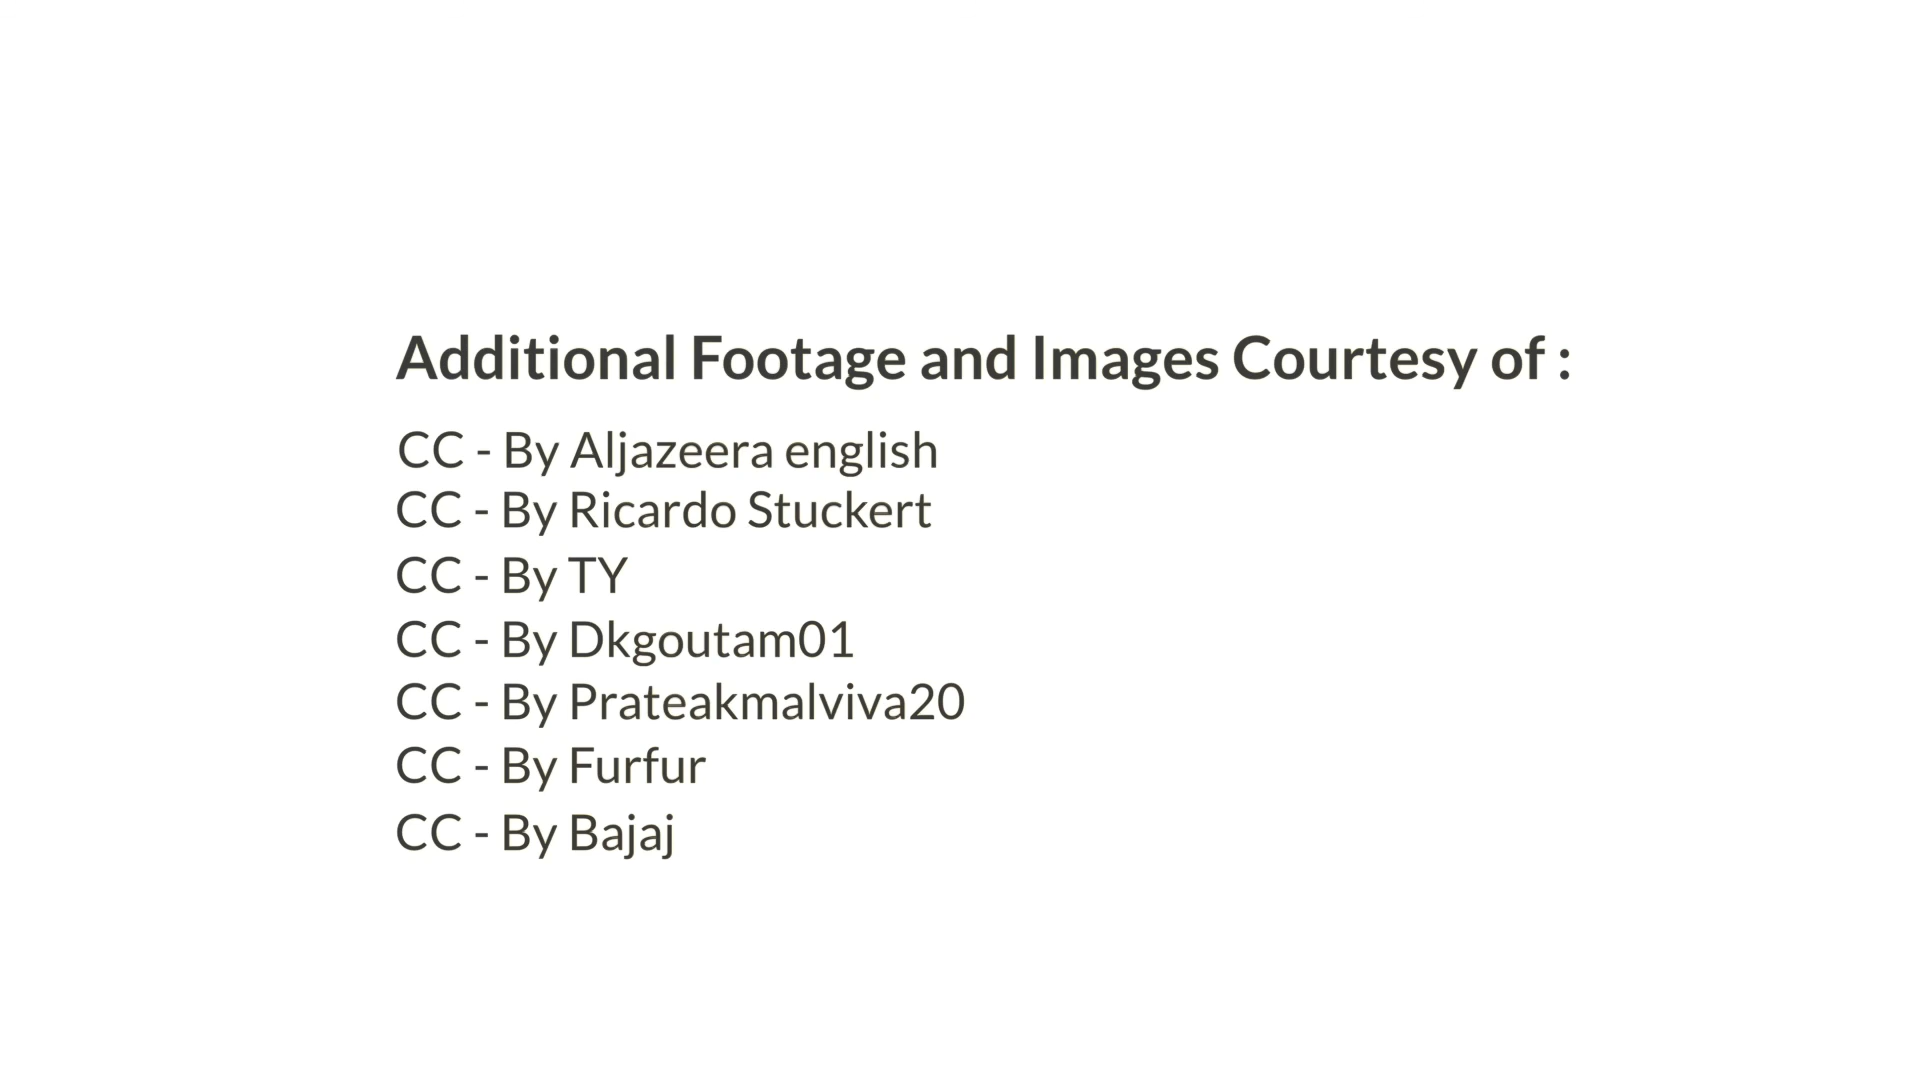 Additional Footage and Images Courtesy of :
CC - By Aljazeera english
CC - By Ricardo Stuckert
CC - By TY
CC - By Dkgoutam01
CC - By Prateakmalviva20
CC - By Furfur
CC - By Bajaj